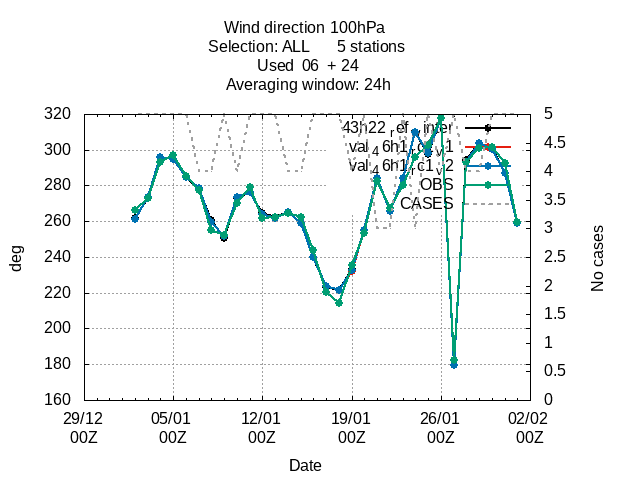 Wind direction 100hPa
Selection: ALL 5 stations
Used 06 + 24
Averaging window: 24h
320
300
280
260
240
220
200
180
160
deg
5
4.5
4
3.5
3
2.5
2
1.5
1
0.5
0
No cases
OBS
CASES
29/12 05/01 12/01 19/01 26/01 02/02
00Z 00Z 00Z 00Z 00Z 00Z
Date